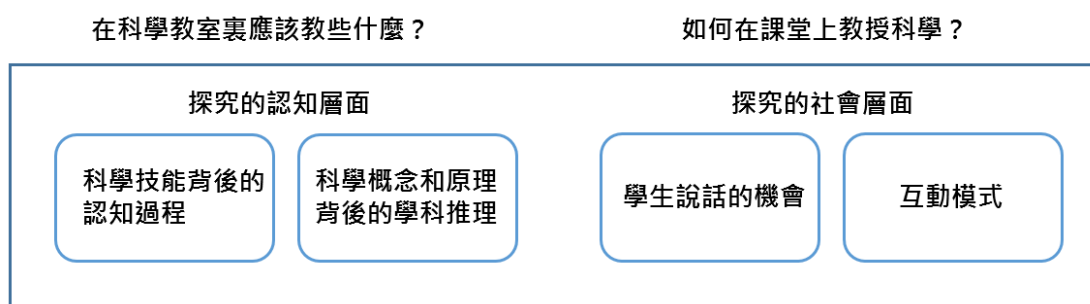 在科學教室裏應該教些什麼？
如何在課堂上教授科學？
探究的認知層面
探究的社會層面
科學技能背後的
認知過程
科學概念和原理
背後的學科推理
學生說話的機會
互動模式